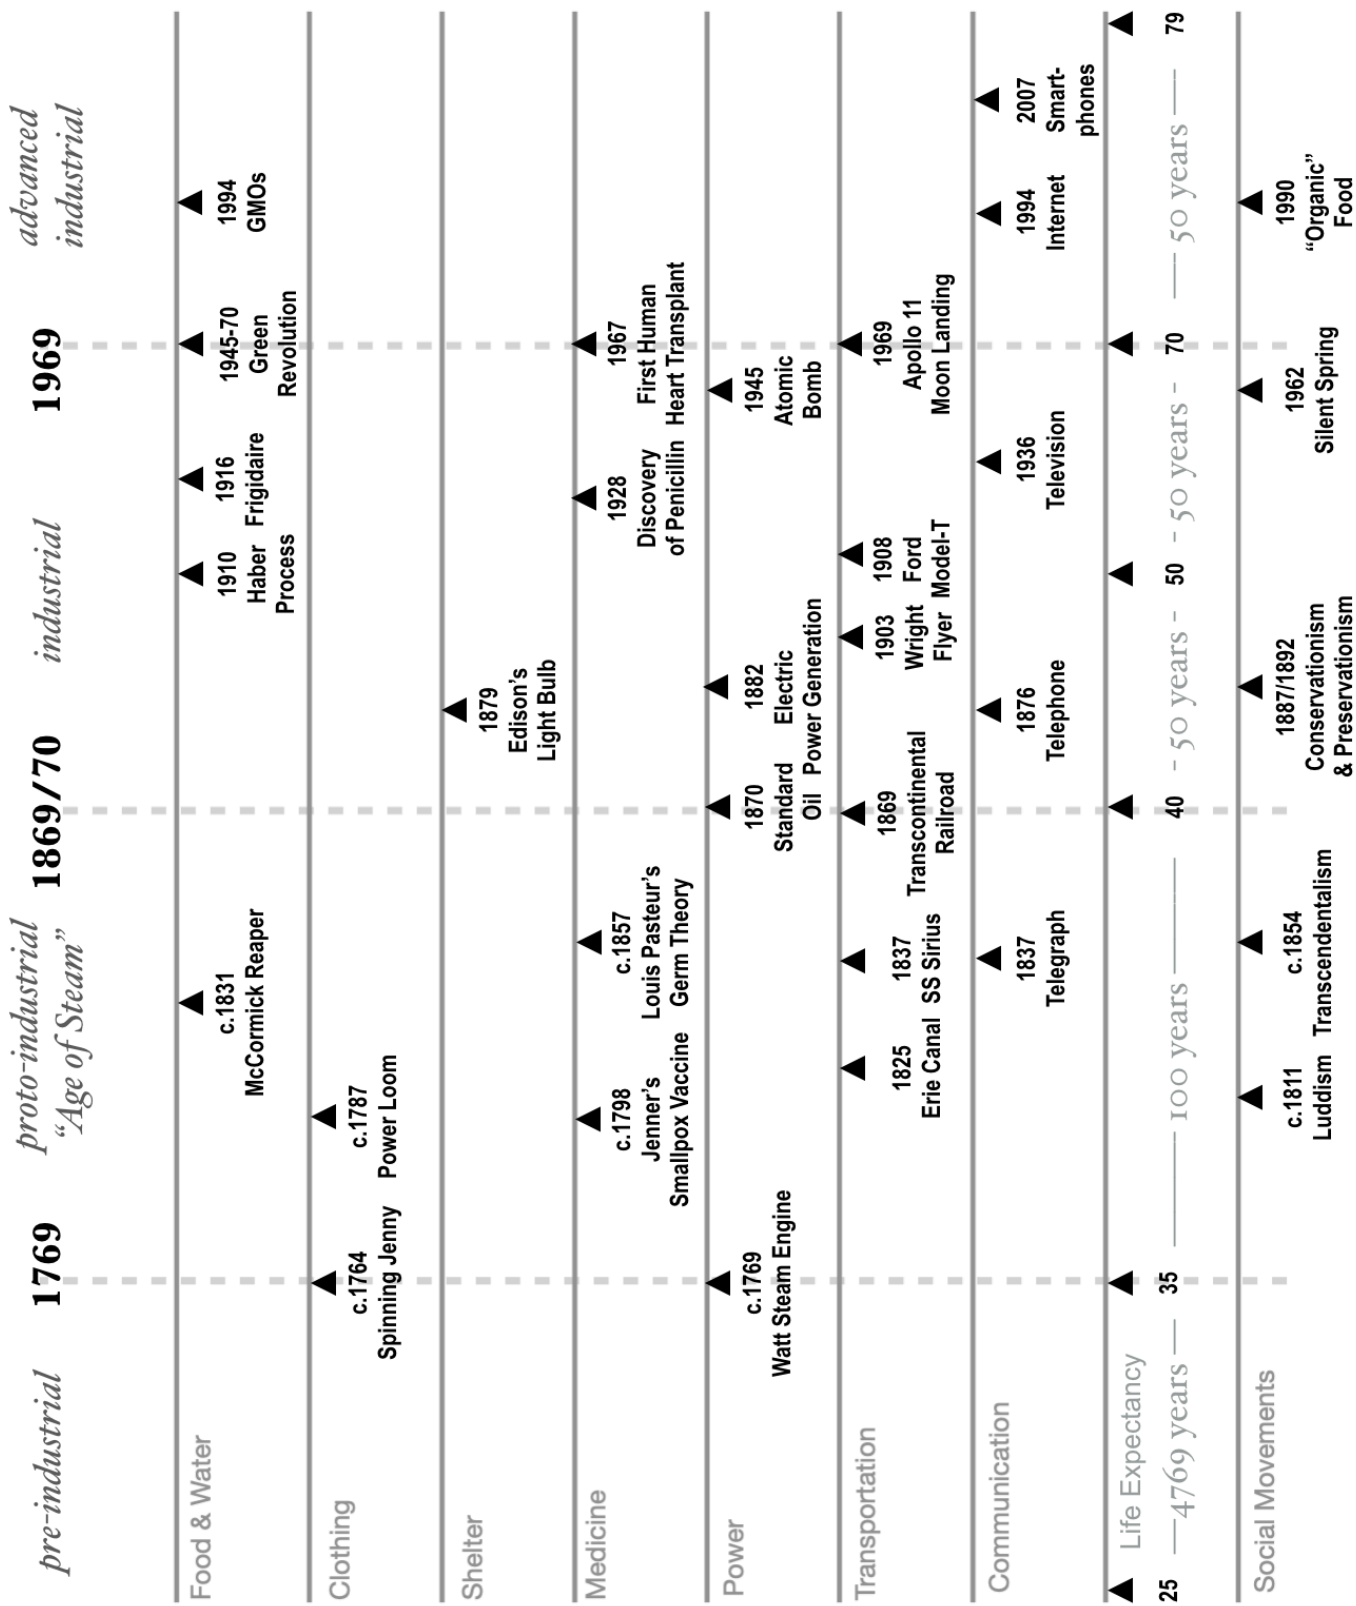 pre-industrial
1769
proto-industrial
“Age of Steam”
1869/70
industrial
1969
advanced
industrial
Food & Water
c.1831
McCormick Reaper
1910
Haber
Process
1916
Frigidaire
1945-70
Green
Revolution
1994
GMOs
Clothing
c.1764
Spinning Jenny
c.1787
Power Loom
Shelter
1879
Edison’s
Light Bulb
Medicine
c.1798
Jenner’s
Smallpox Vaccine
c.1857
Louis Pasteur’s
Germ Theory
1928
Discovery
of Penicillin
1967
First Human
Heart Transplant
Power
c.1769
Watt Steam Engine
1870
Standard
Oil
1882
Electric
Power Generation
1945
Atomic
Bomb
Transportation
1825
Erie Canal
1837
SS Sirius
1869
Transcontinental
Railroad
1903
Wright
Flyer
1908
Ford
Model-T
1969
Apollo 11
Moon Landing
Communication
1837
Telegraph
1876
Telephone
1936
Television
1994
Internet
2007
Smart-
phones
Life Expectancy
25
4769 years
35
100 years
40
50 years
50
50 years
70
50 years
79
Social Movements
c.1811
Luddism
c.1854
Transcendentalism
1887/1892
Conservationism
& Preservationism
1962
Silent Spring
1990
“Organic”
Food